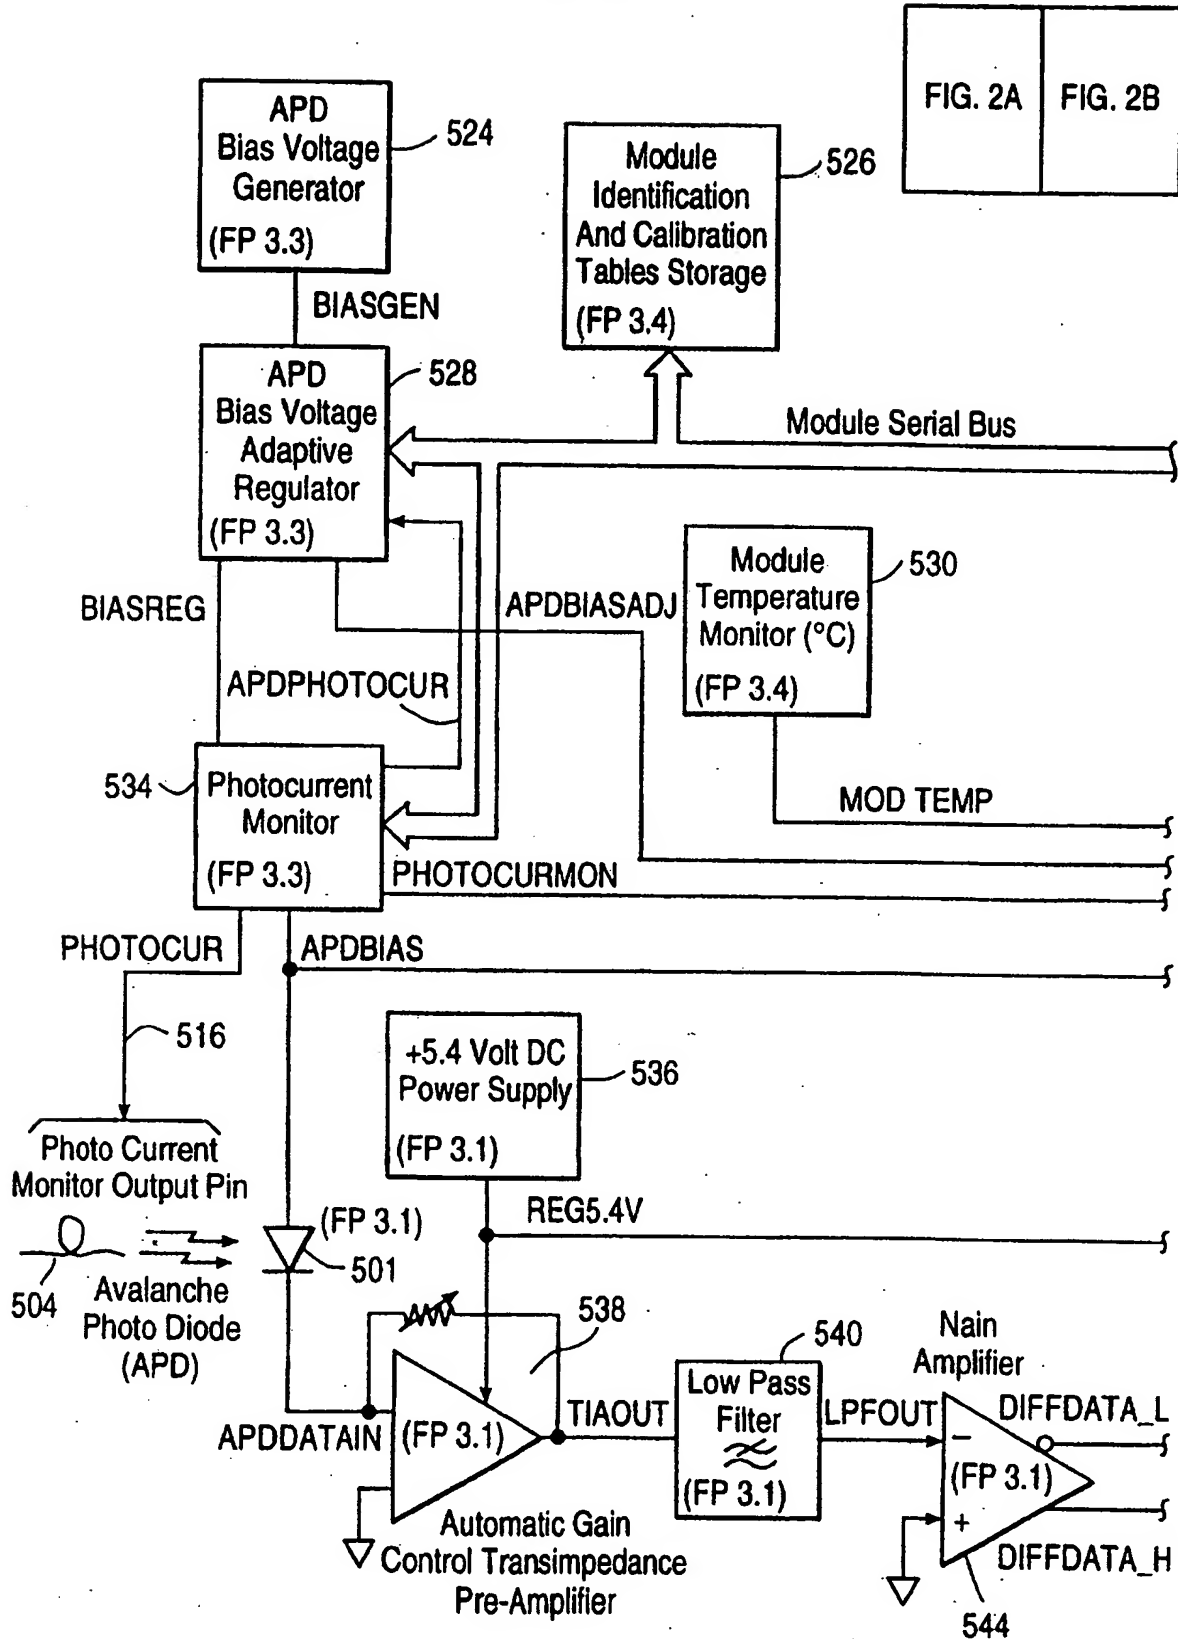 FIG. 2A
FIG. 2B
APD
Bias Voltage
Generator
(FP 3.3)
524
Module
Identification
And Calibration
Tables Storage
(FP 3.4)
526
BIASGEN
APD
Bias Voltage
Adaptive
Regulator
(FP 3.3)
528
Module Serial Bus
Module
Temperature
Monitor (°C)
(FP 3.4)
530
BIASREG
APDBIASADJ
APDPHOTOCUR
534
Photocurrent
Monitor
(FP 3.3)
MOD TEMP
PHOTOCURMON
PHOTOCUR
APDBIAS
516
+5.4 Volt DC
Power Supply
(FP 3.1)
536
Photo Current
Monitor Output Pin
REG5.4V
(FP 3.1)
501
504
Avalanche
Photo Diode
(APD)
538
540
Nain
Amplifier
Low Pass
Filter
(FP 3.1)
APDDATAIN
(FP 3.1)
TIAOUT
LPFOUT
DIFFDATA_L
−
(FP 3.1)
+
DIFFDATA_H
Automatic Gain
Control Transimpedance
Pre-Amplifier
544